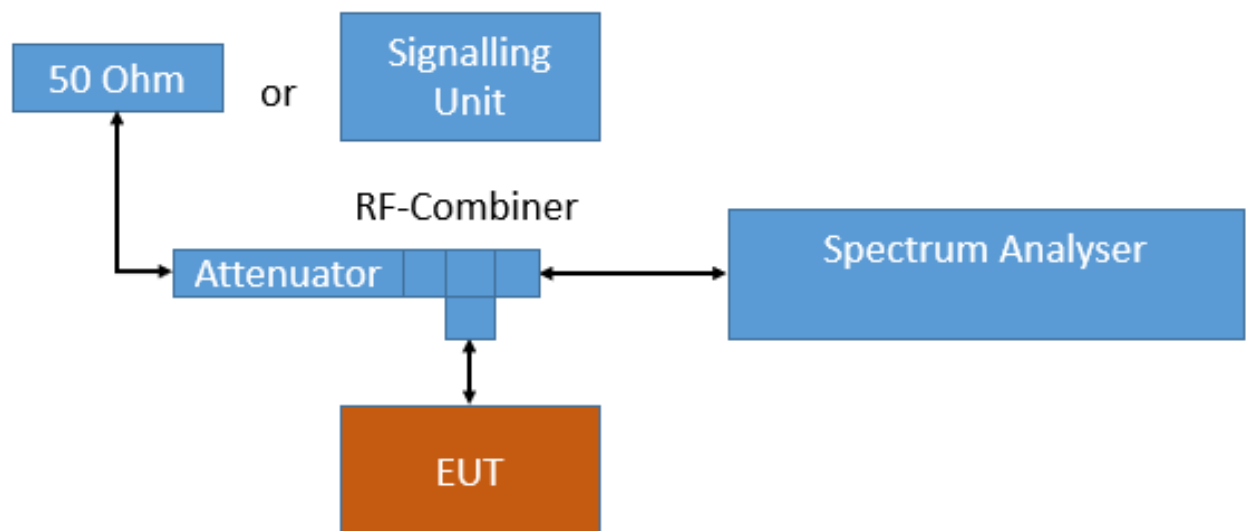 50 Ohm
or
Signalling
Unit
RF-Combiner
Attenuator
Spectrum Analyser
EUT